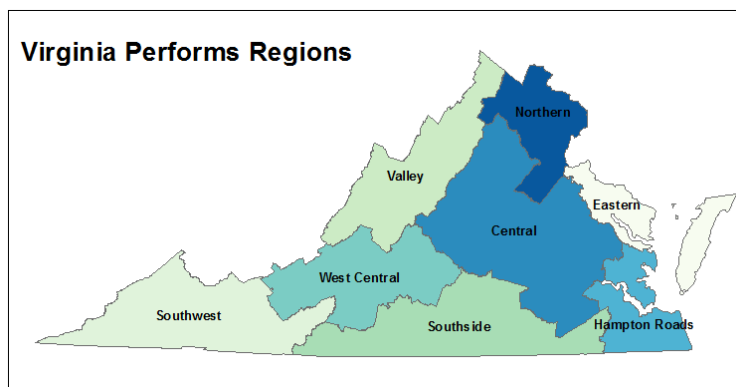 Virginia Performs Regions
Northern
Valley
Eastern
Central
West Central
Southwest
Southside
Hampton Roads